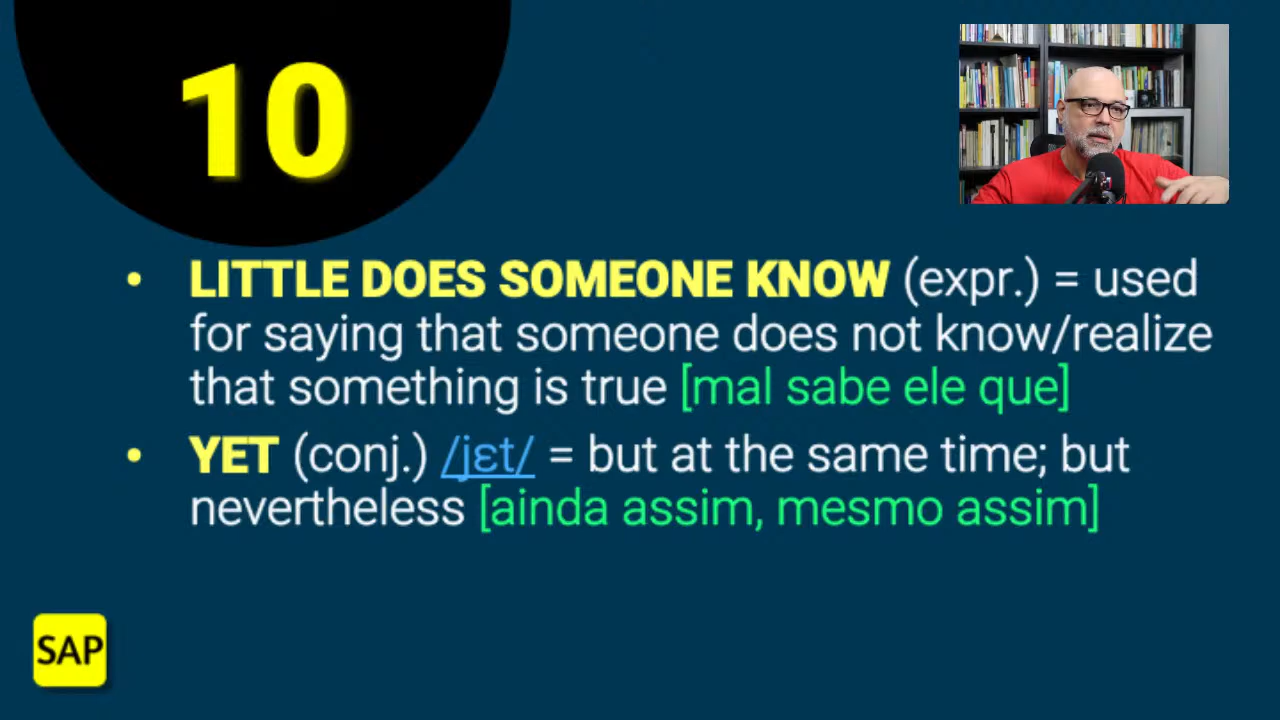 10
• LITTLE DOES SOMEONE KNOW (expr.) = used
for saying that someone does not know/realize
that something is true [mal sabe ele que]
• YET (conj.) /jɛt/ = but at the same time; but
nevertheless [ainda assim, mesmo assim]
SAP